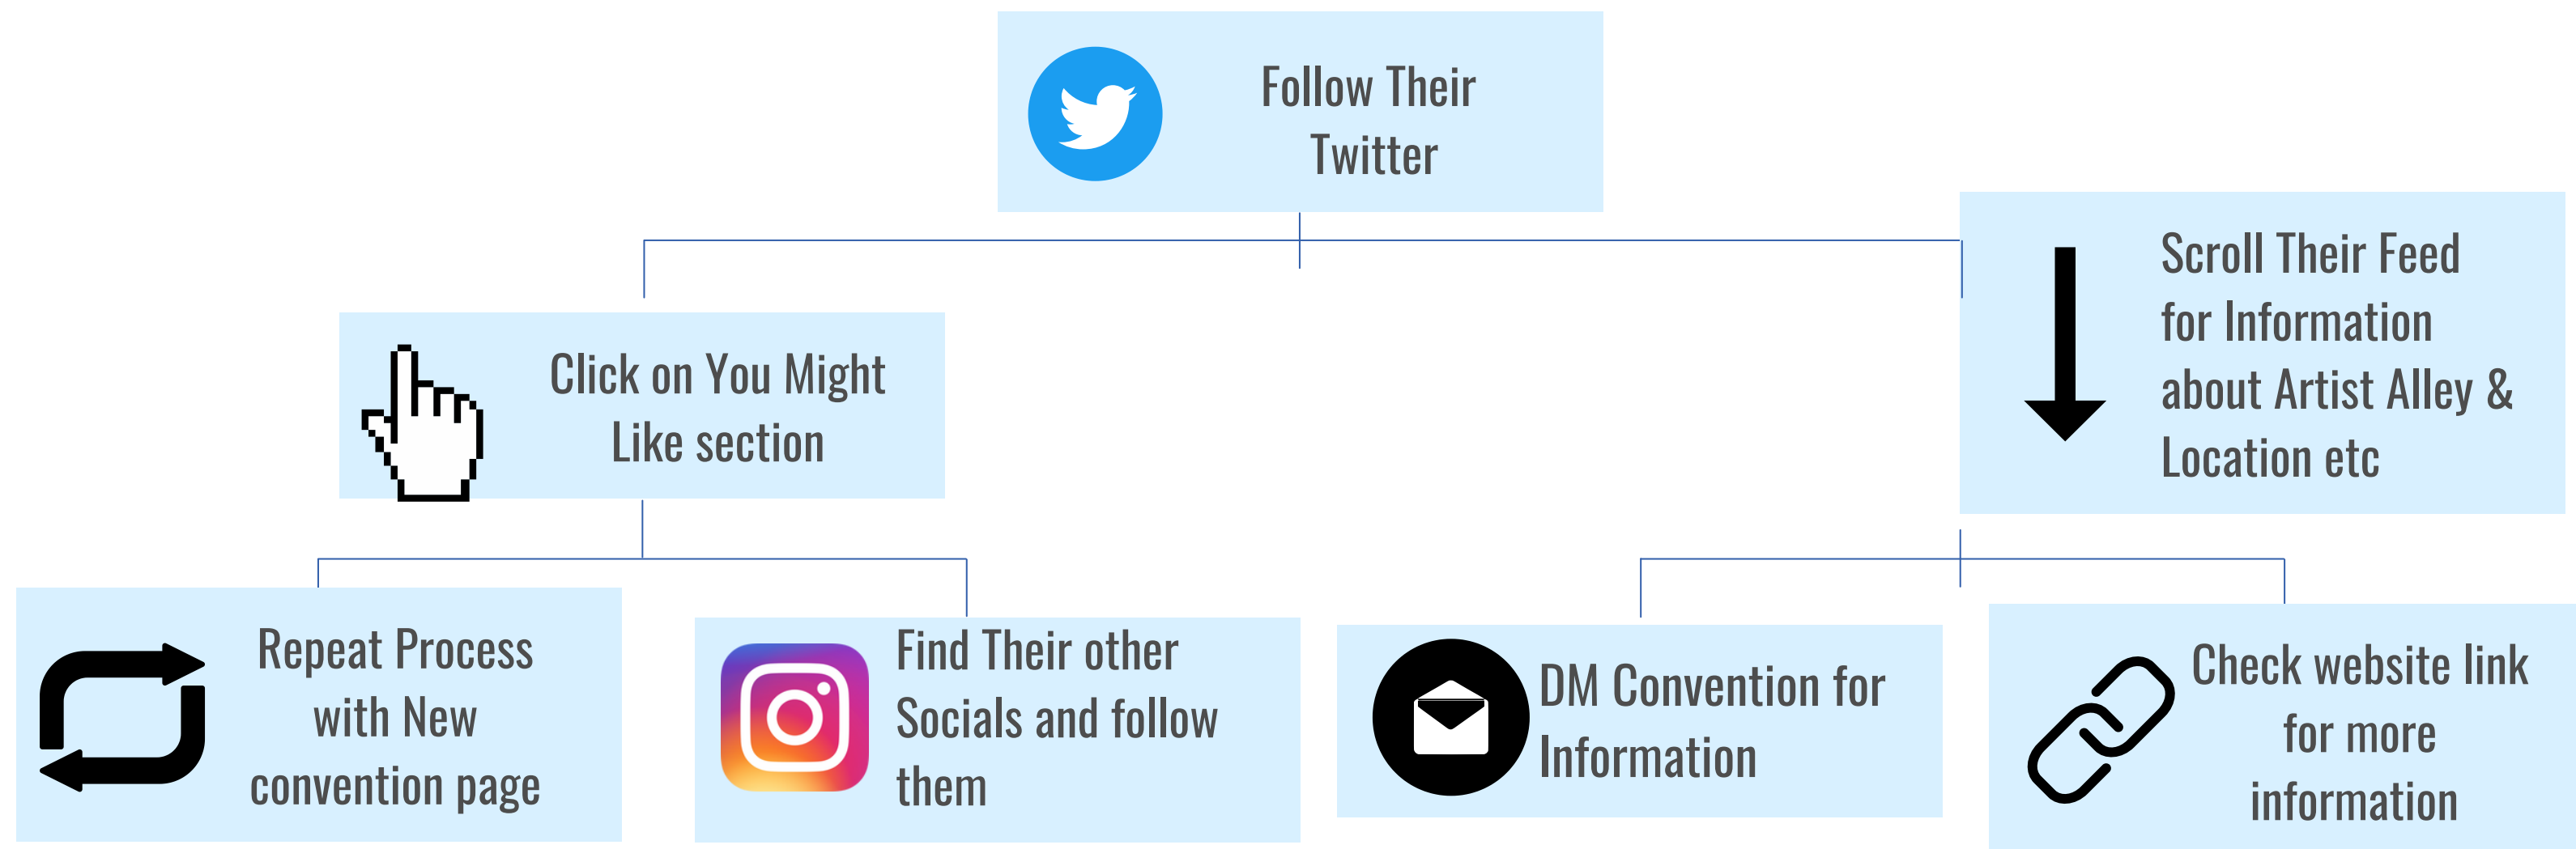 Follow Their
Twitter
Click on You Might
Like section
Scroll Their Feed
for Information
about Artist Alley &
Location etc
Repeat Process
with New
convention page
Find Their other
Socials and follow
them
DM Convention for
Information
Check website link
for more
information